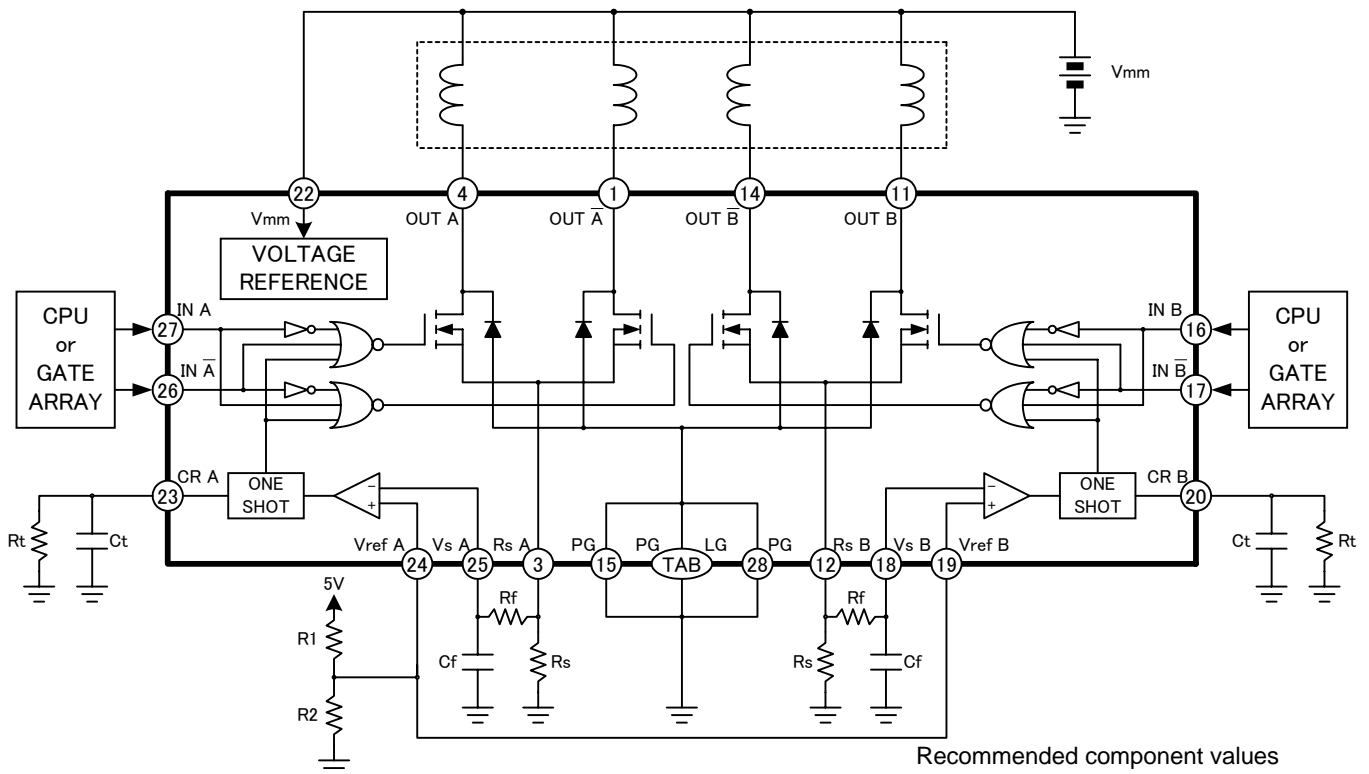 Vmm
22
4
1
14
11
Vmm
OUT A
OUT A̅
OUT B̅
OUT B
VOLTAGE
REFERENCE
CPU
or
GATE
ARRAY
IN A
27
IN A̅
26
IN B
16
IN B̅
17
CPU
or
GATE
ARRAY
CR A
23
ONE
SHOT
-
+
-
+
ONE
SHOT
CR B
20
Rt
Ct
Ct
Rt
Vref A
Vs A
Rs A
PG
PG
LG
PG
Rs B
Vs B
Vref B
24
25
3
15
TAB
28
12
18
19
5V
R1
R2
Rf
Cf
Rs
Rf
Rs
Cf
Recommended component values